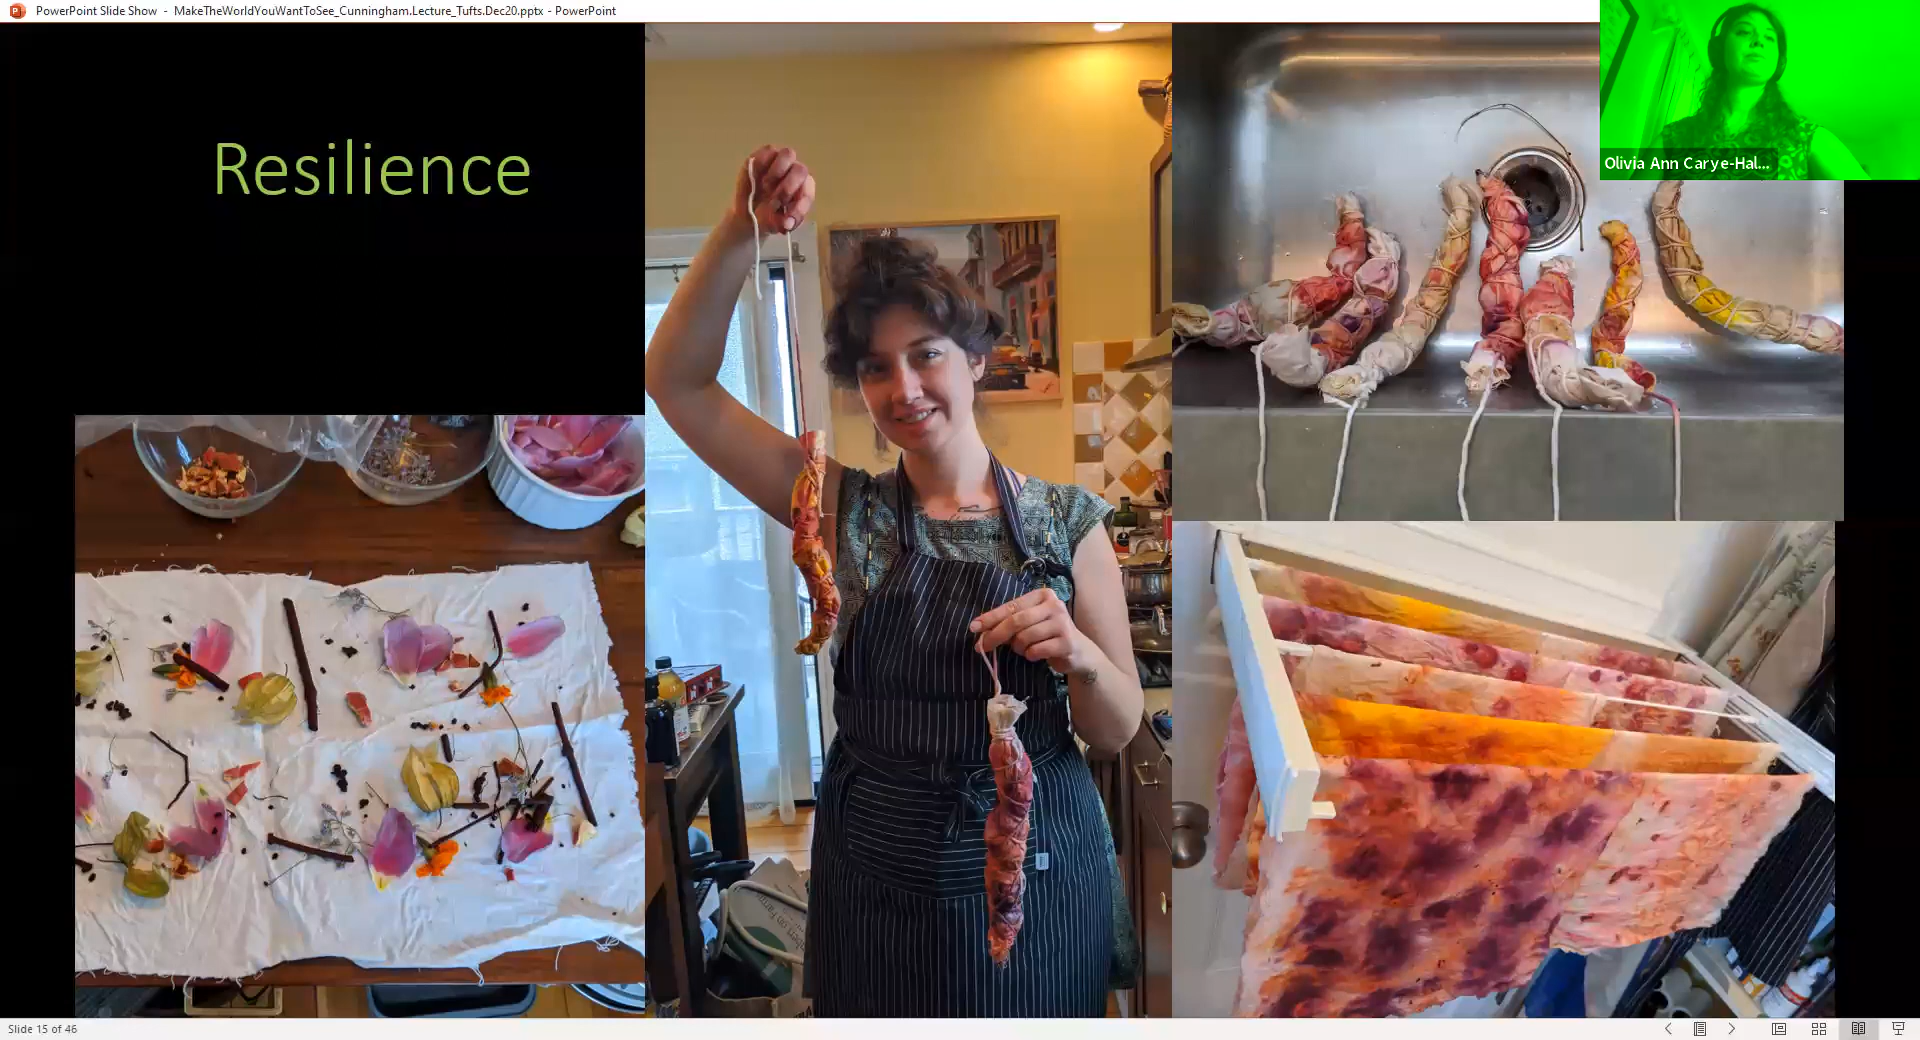 PowerPoint Slide Show - MakeTheWorldYouWantToSee_Cunningham.Lecture_Tufts.Dec20.pptx - PowerPoint
Olivia Ann Carye-Hal...
Resilience
Slide 15 of 46